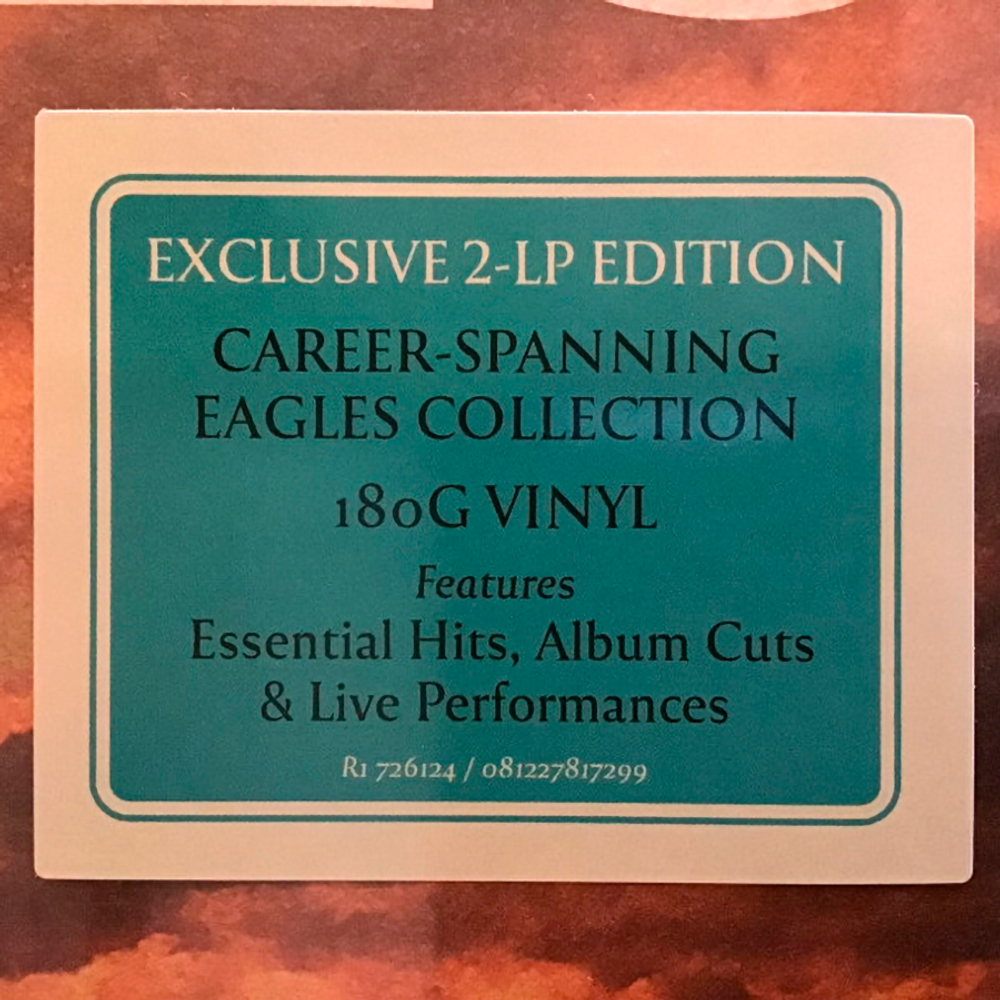 EXCLUSIVE 2-LP EDITION
CAREER-SPANNING
EAGLES COLLECTION
180G VINYL
Features
Essential Hits, Album Cuts
& Live Performances
R1 726124 / 081227817299